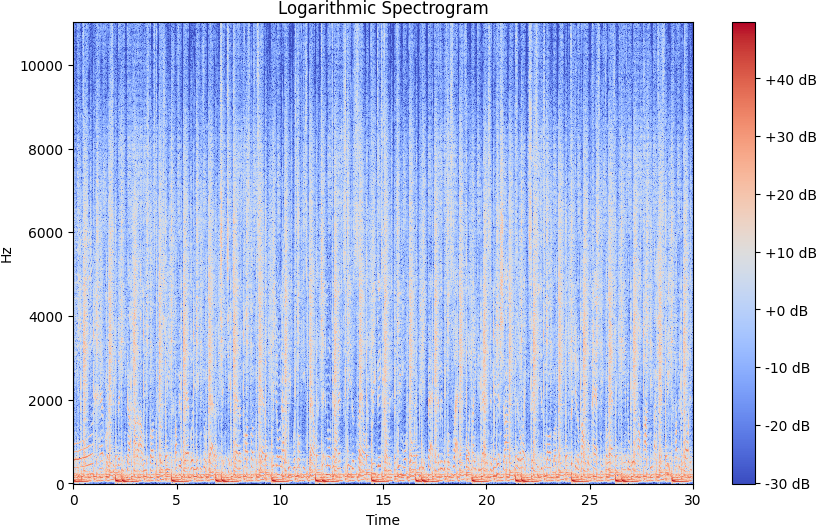 Logarithmic Spectrogram
Hz
10000
8000
6000
4000
2000
0
0 5 10 15 20 25 30
Time
+40 dB
+30 dB
+20 dB
+10 dB
+0 dB
-10 dB
-20 dB
-30 dB